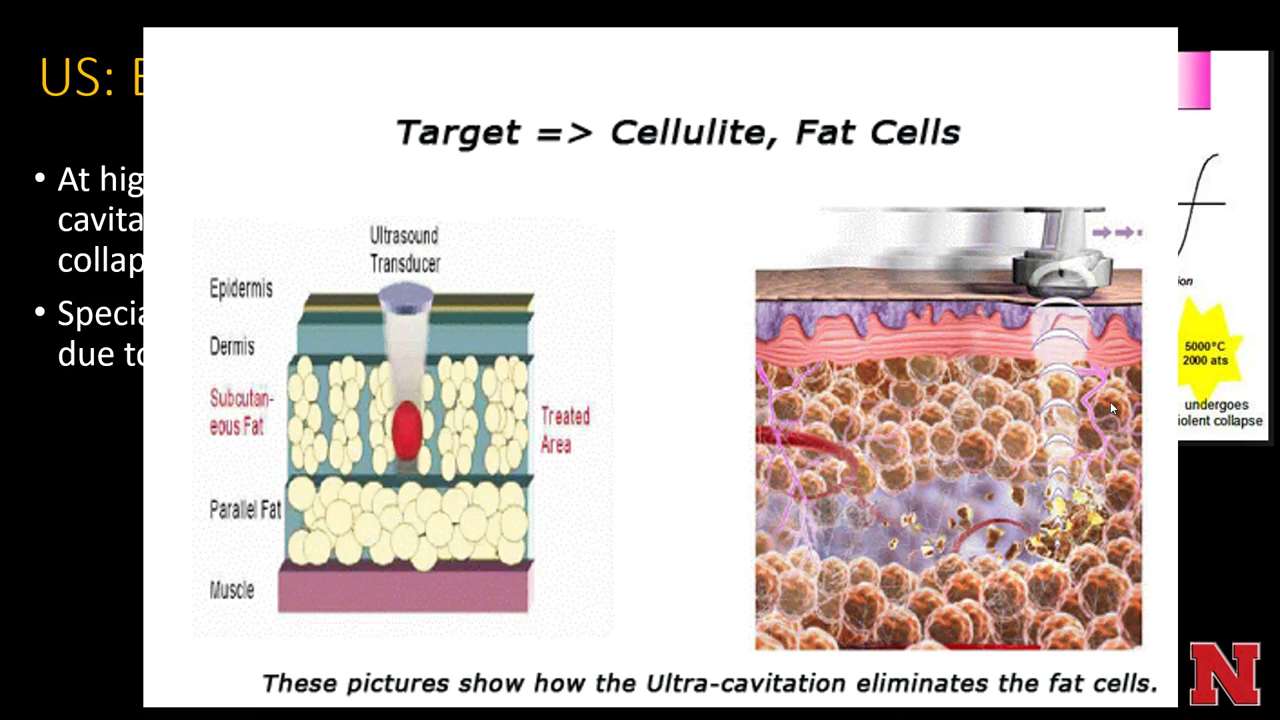 US:
• At hig
cavita
collap
• Specia
due to
Target => Cellulite, Fat Cells
Ultrasound
Transducer
Epidermis
Dermis
Subcutan-
eous Fat
Treated
Area
Parallel Fat
Muscle
These pictures show how the Ultra-cavitation eliminates the fat cells.
ion
5000°C
2000 ats
undergoes
iolent collapse
N